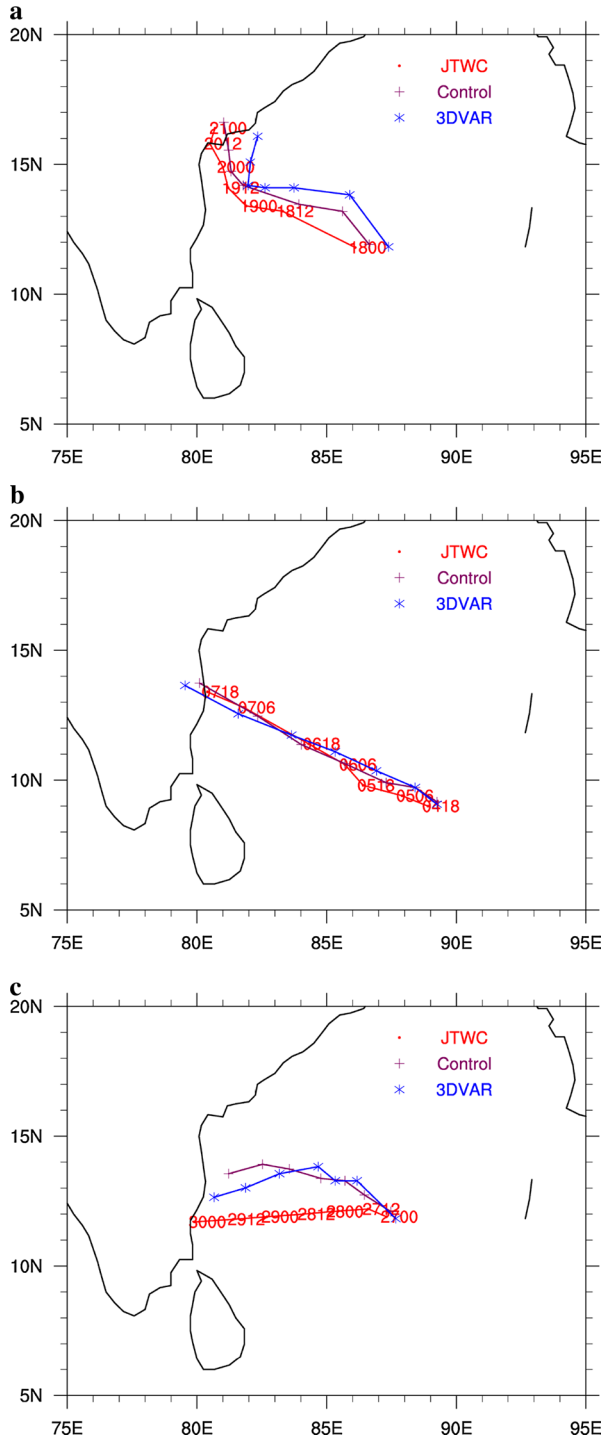 a
20N
JTWC
Control
3DVAR
2100
2012
15N
2000
1912
1900
1812
1800
10N
5N
75E 80E 85E 90E 95E
b
20N
JTWC
Control
3DVAR
15N
0718
0706
0618
0606
0518
0506
0418
10N
5N
75E 80E 85E 90E 95E
c
20N
JTWC
Control
3DVAR
15N
3000 2912 2900 2812 2800 2712 2700
10N
5N
75E 80E 85E 90E 95E